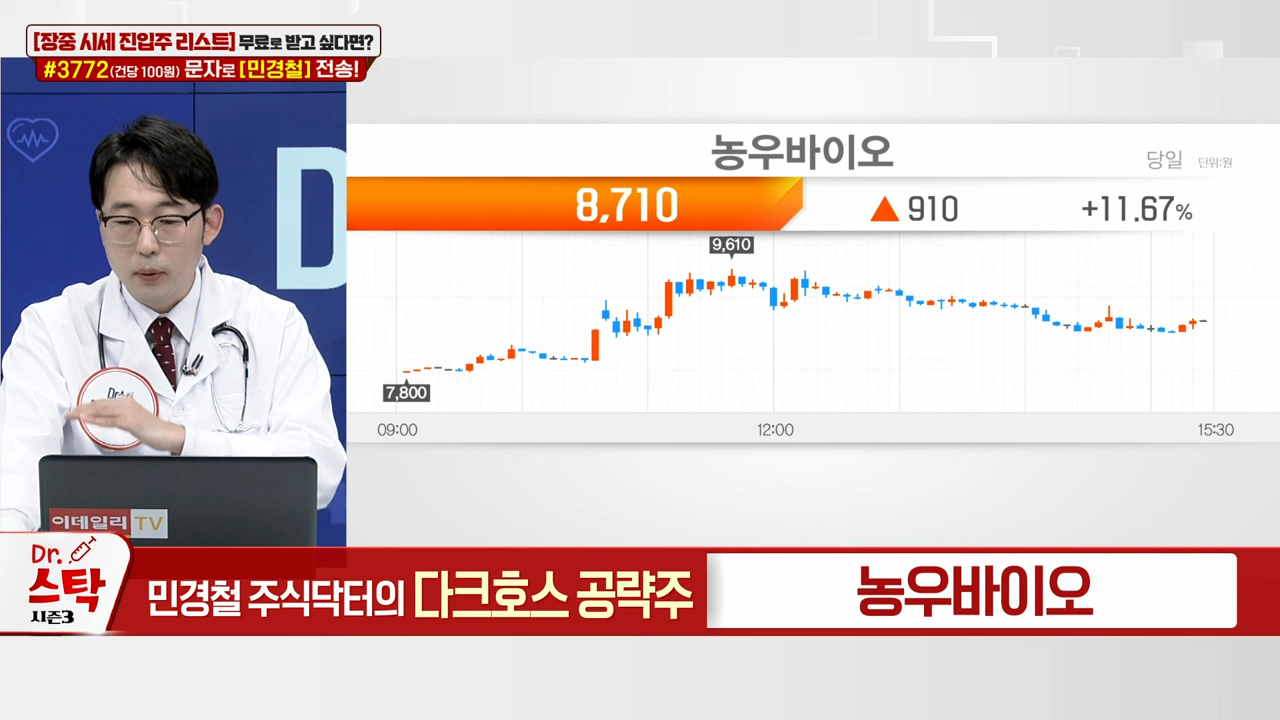 [장중 시세 진입주 리스트] 무료로 받고 싶다면?
#3772(건당 100원) 문자로 [민경철] 전송!
D
농우바이오
당일 단위:원
8,710 ▲ 910 +11.67%
9,610
7,800
09:00 12:00 15:30
이데일리 TV
Dr.
스탁
시즌3
민경철 주식닥터의 다크호스 공략주
농우바이오